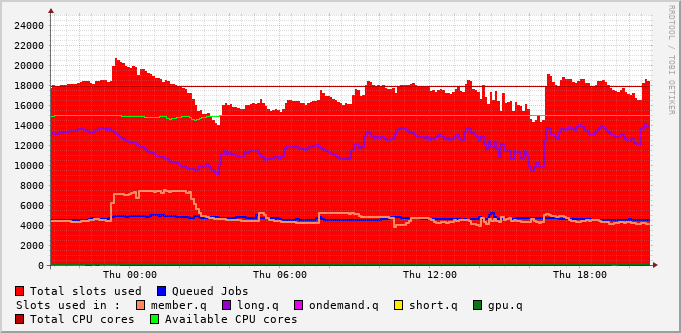 24000
22000
20000
18000
16000
14000
12000
10000
8000
6000
4000
2000
0
Thu 00:00 Thu 06:00 Thu 12:00 Thu 18:00
RRDTOOL / TOBI OETIKER
Total slots used Queued Jobs
Slots used in : member.q long.q ondemand.q short.q gpu.q
Total CPU cores Available CPU cores